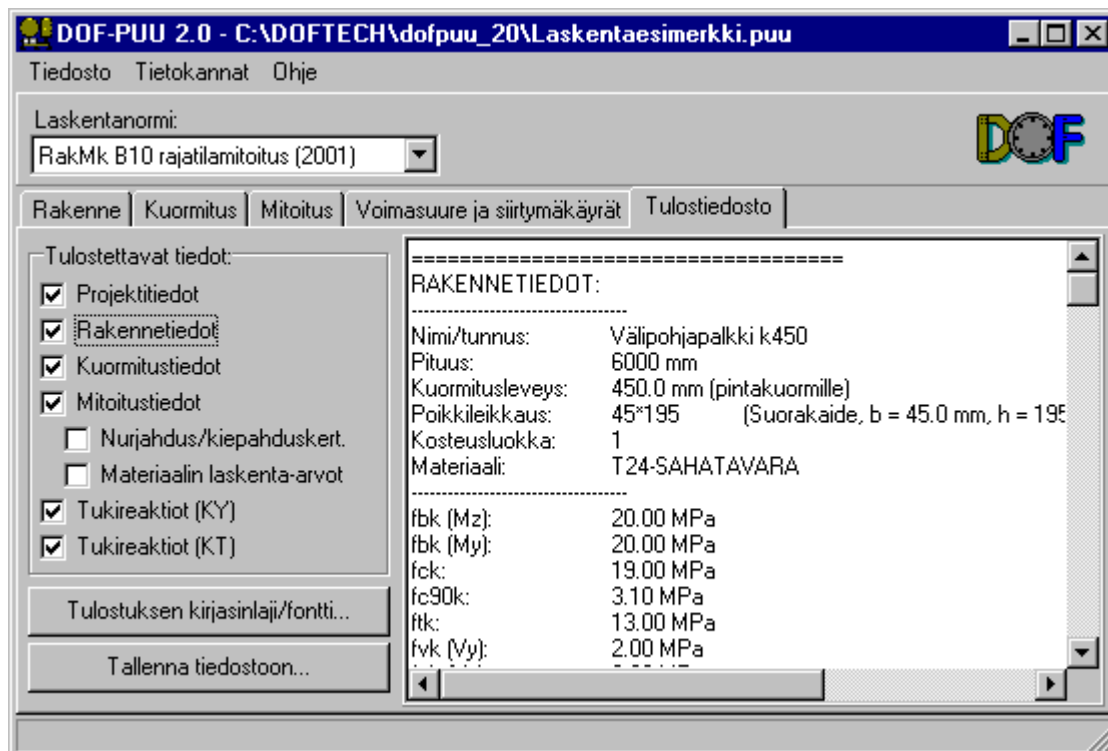 DOF-PUU 2.0 - C:\DOFTECH\dofpuu_20\Laskentaesimerkki.puu
Tiedosto Tietokannat Ohje
Laskentanormi:
RakMk B10 rajatilamitoitus (2001)
DOF
Rakenne Kuormitus Mitoitus Voimasuure ja siirtymäkäyrät Tulostiedosto
Tulostettavat tiedot:
Projektitiedot
Rakennetiedot
Kuormitustiedot
Mitoitustiedot
Nurjahdus/kiepahduskert.
Materiaalin laskenta-arvot
Tukireaktiot (KY)
Tukireaktiot (KT)
Tulostuksen kirjasinlaji/fontti...
Tallenna tiedostoon...
====================================
RAKENNETIEDOT:
------------------------------------
Nimi/tunnus: Välipohjapalkki k450
Pituus: 6000 mm
Kuormitusleveys: 450.0 mm (pintakuormille)
Poikkileikkaus: 45*195 (Suorakaide, b = 45.0 mm, h = 195
Kosteusluokka: 1
Materiaali: T24-SAHATAVARA
------------------------------------
fbk (Mz): 20.00 MPa
fbk (My): 20.00 MPa
fck: 19.00 MPa
fc90k: 3.10 MPa
ftk: 13.00 MPa
fvk (Vy): 2.00 MPa